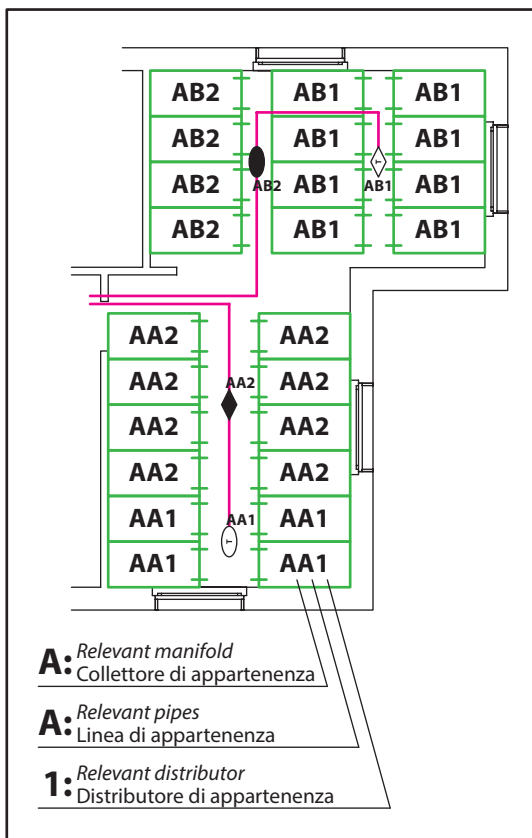 AB2 AB1 AB1
AB2 AB1 AB1
T T
AB2 AB1 AB1
AB2 AB1
AB2 AB1 AB1
AA2 AA2
AA2 AA2 AA2
AA2 AA2
AA2 AA2
AA1 AA1 AA1
T
AA1 AA1
A: Relevant manifold
Collettore di appartenenza
A: Relevant pipes
Linea di appartenenza
1: Relevant distributor
Distributore di appartenenza